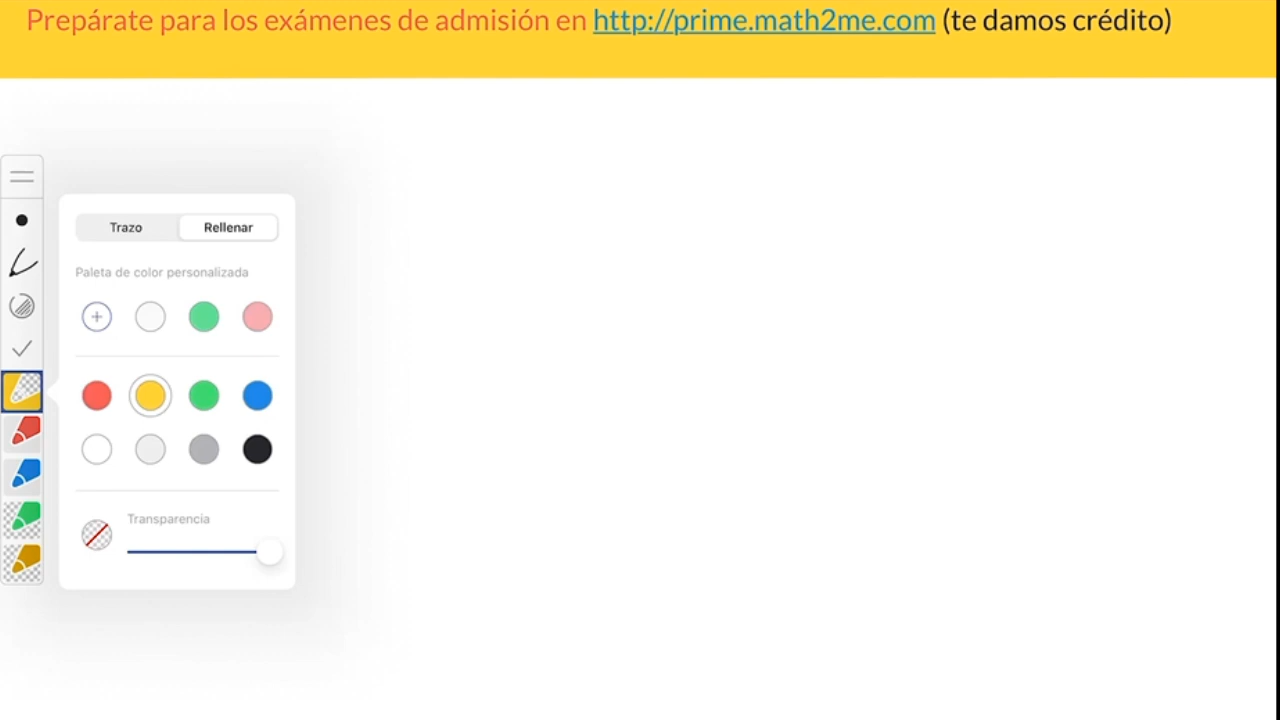 Prepárate para los exámenes de admisión en http://prime.math2me.com (te damos crédito)
Trazo
Rellenar
Paleta de color personalizada
Transparencia